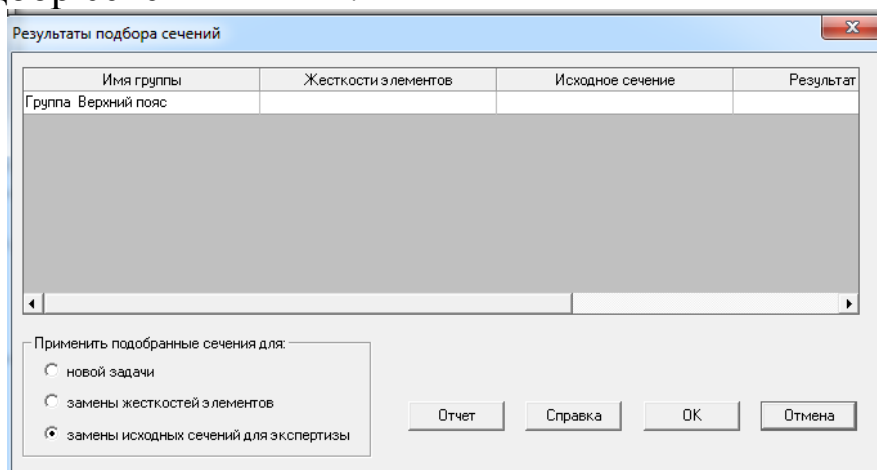 Результаты подбора сечений
Имя группы Жесткости элементов Исходное сечение Результат
Группа Верхний пояс
Применить подобранные сечения для:
новой задачи
замены жесткостей элементов
замены исходных сечений для экспертизы
Отчет Справка OK Отмена